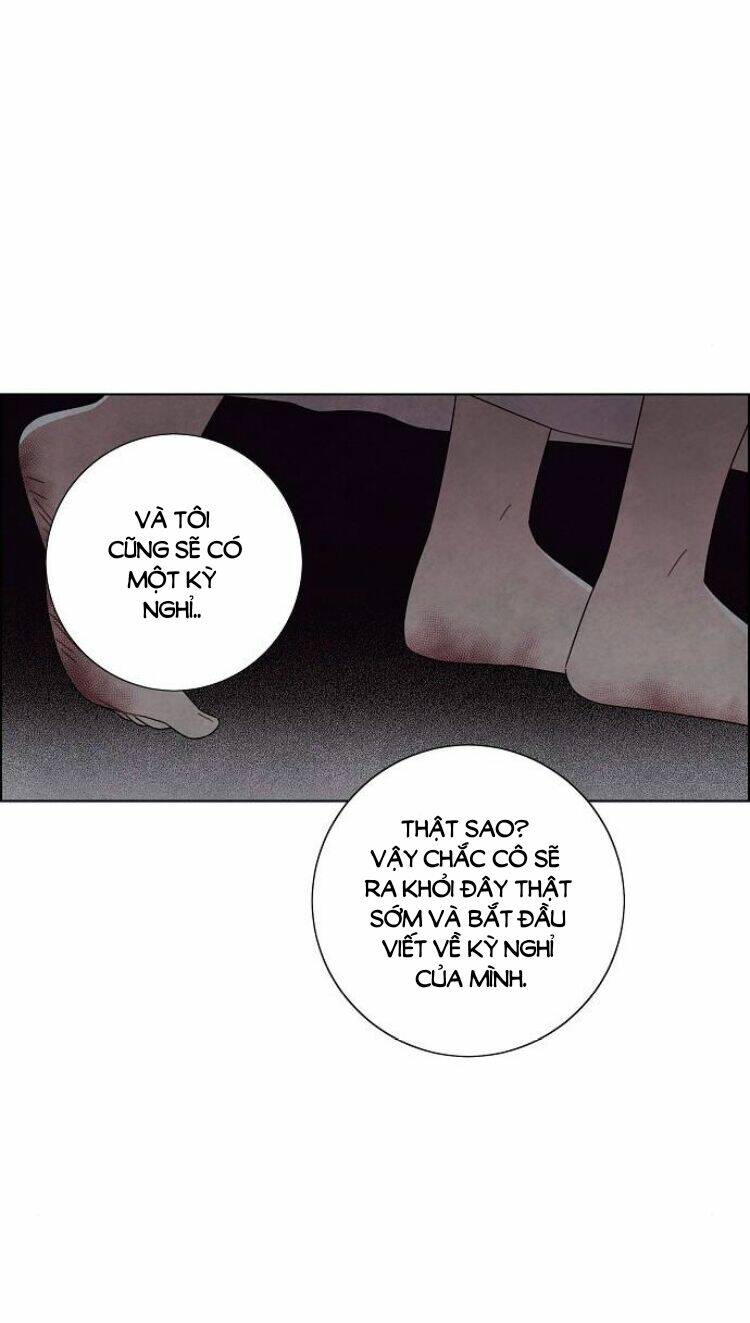 VÀ TÔI
CŨNG SẼ CÓ
MỘT KỲ
NGHỈ..
THẬT SAO?
VẬY CHẮC CÔ SẼ
RA KHỎI ĐÂY THẬT
SỚM VÀ BẮT ĐẦU
VIẾT VỀ KỲ NGHỈ
CỦA MÌNH.